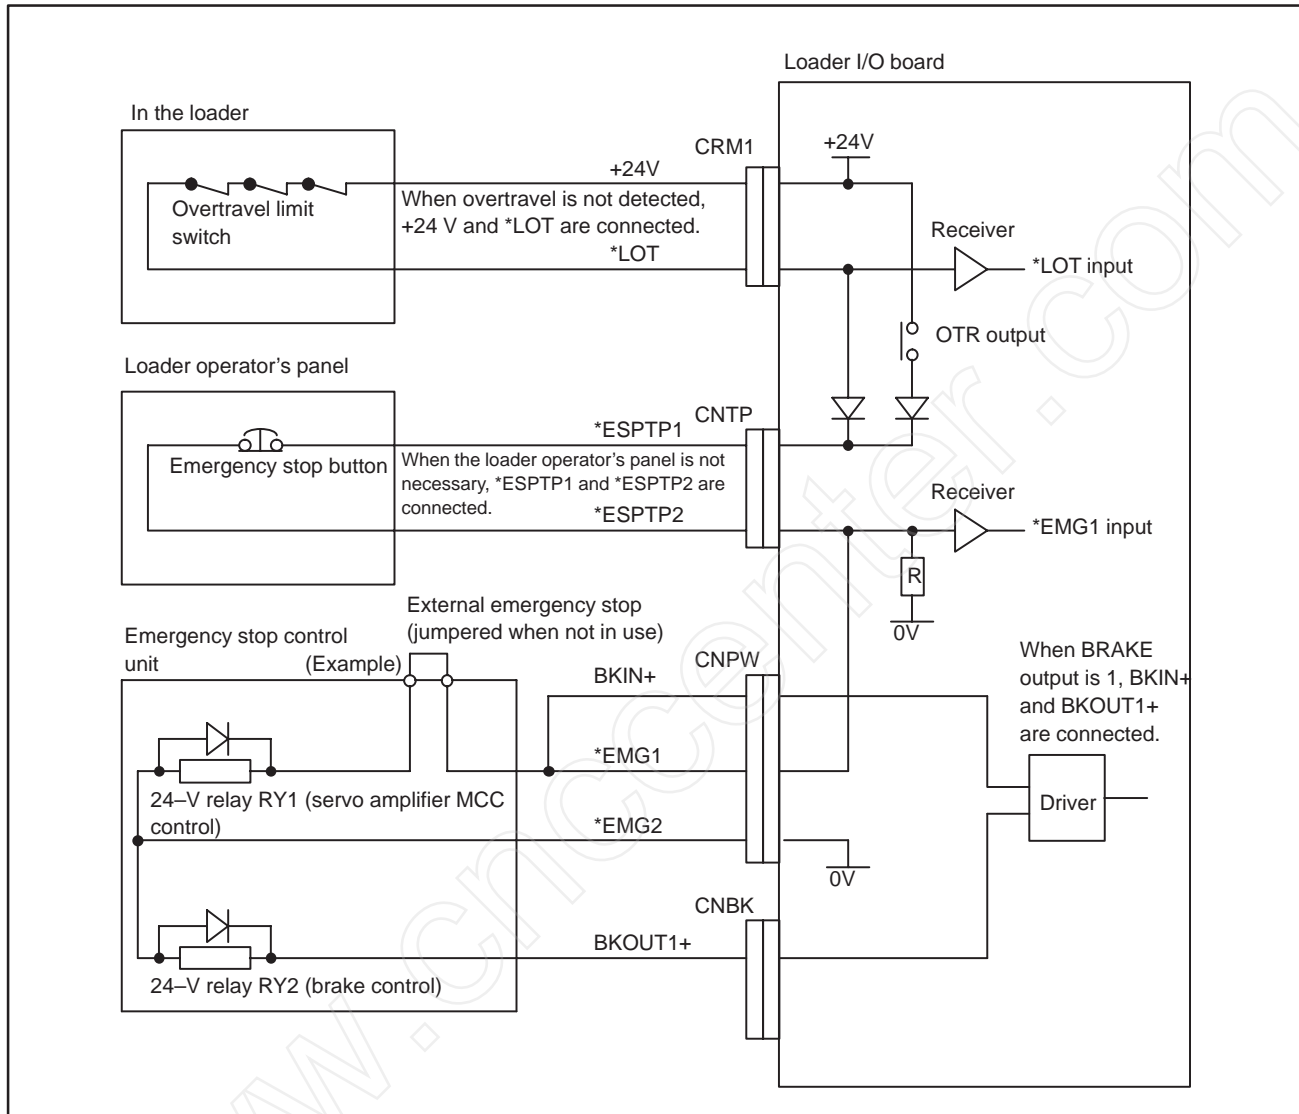 Loader I/O board
In the loader
CRM1
+24V
+24V
When overtravel is not detected,
+24 V and *LOT are connected.
Overtravel limit
switch
*LOT
Receiver
*LOT input
OTR output
Loader operator’s panel
CNTP
*ESPTP1
Emergency stop button
When the loader operator’s panel is not
necessary, *ESPTP1 and *ESPTP2 are
connected.
*ESPTP2
Receiver
*EMG1 input
R
0V
External emergency stop
(jumpered when not in use)
Emergency stop control
unit
(Example)
CNPW
BKIN+
When BRAKE
output is 1, BKIN+
and BKOUT1+
are connected.
*EMG1
24–V relay RY1 (servo amplifier MCC
control)
Driver
*EMG2
0V
CNBK
BKOUT1+
24–V relay RY2 (brake control)
www.cnccenter.com